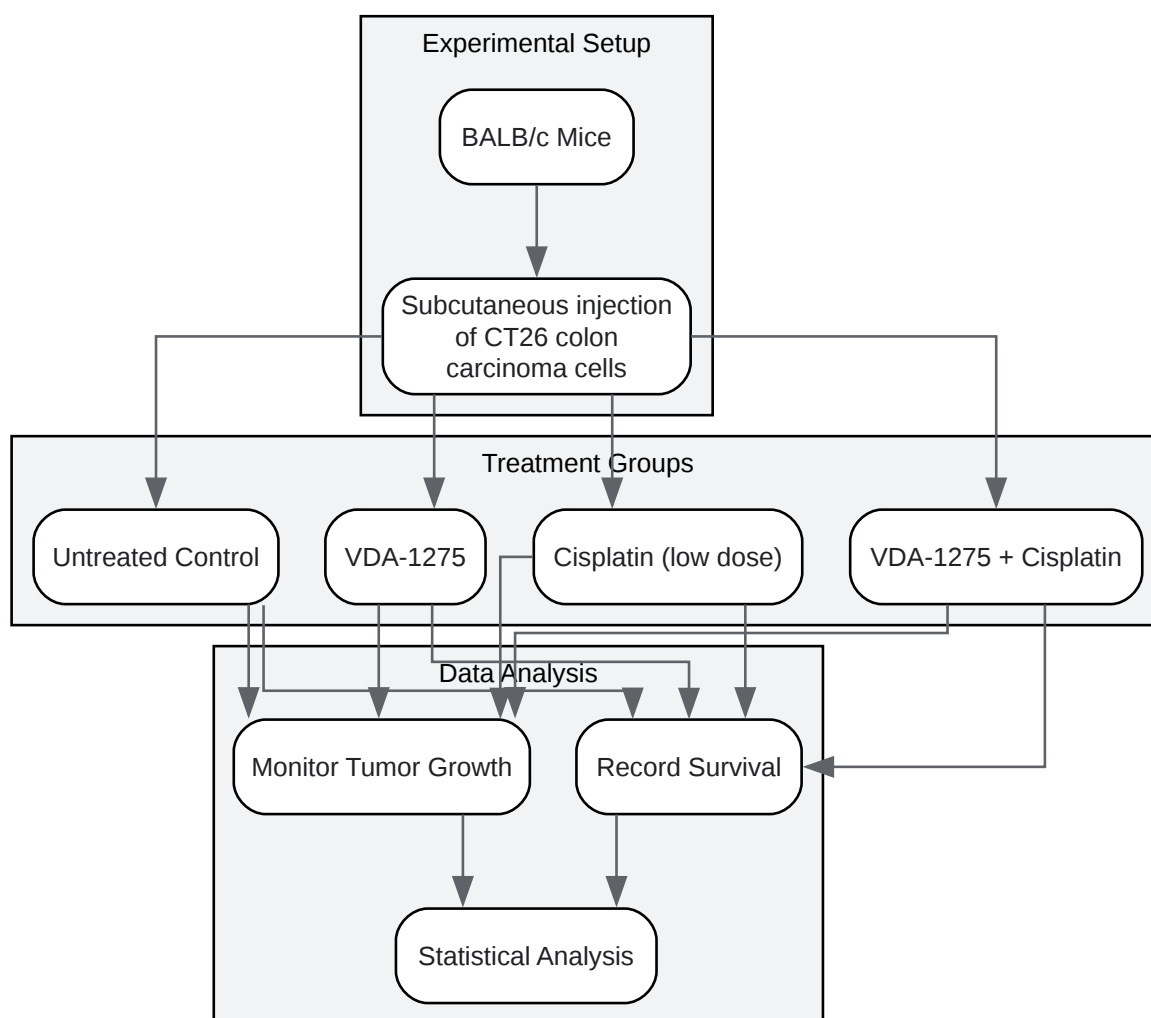 Experimental Setup
BALB/c Mice
Subcutaneous injection
of CT26 colon
carcinoma cells
Treatment Groups
Untreated Control
VDA-1275
Cisplatin (low dose)
VDA-1275 + Cisplatin
Data Analysis
Monitor Tumor Growth
Record Survival
Statistical Analysis